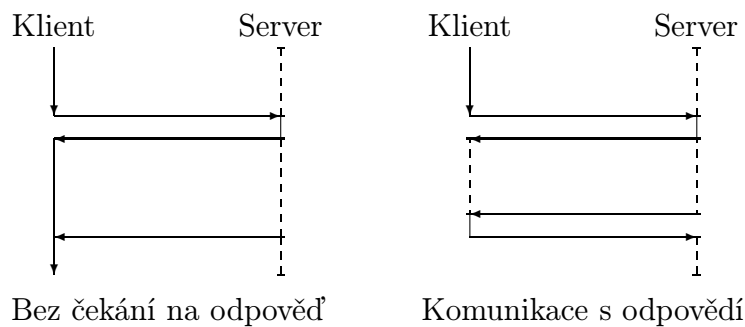 Klient Server Klient Server
Bez čekání na odpověď Komunikace s odpovědí